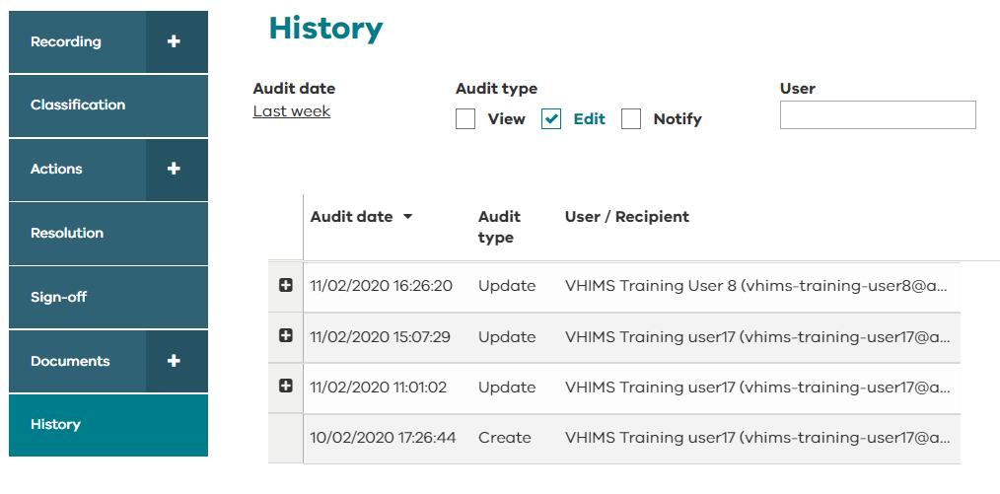 Recording
Classification
Actions
Resolution
Sign-off
Documents
History
History
Audit date
Last week
Audit type
View Edit Notify
User
Audit date Audit type User / Recipient
11/02/2020 16:26:20 Update VHIMS Training User 8 (vhims-training-user8@a...
11/02/2020 15:07:29 Update VHIMS Training user17 (vhims-training-user17@a...
11/02/2020 11:01:02 Update VHIMS Training user17 (vhims-training-user17@a...
10/02/2020 17:26:44 Create VHIMS Training user17 (vhims-training-user17@a...